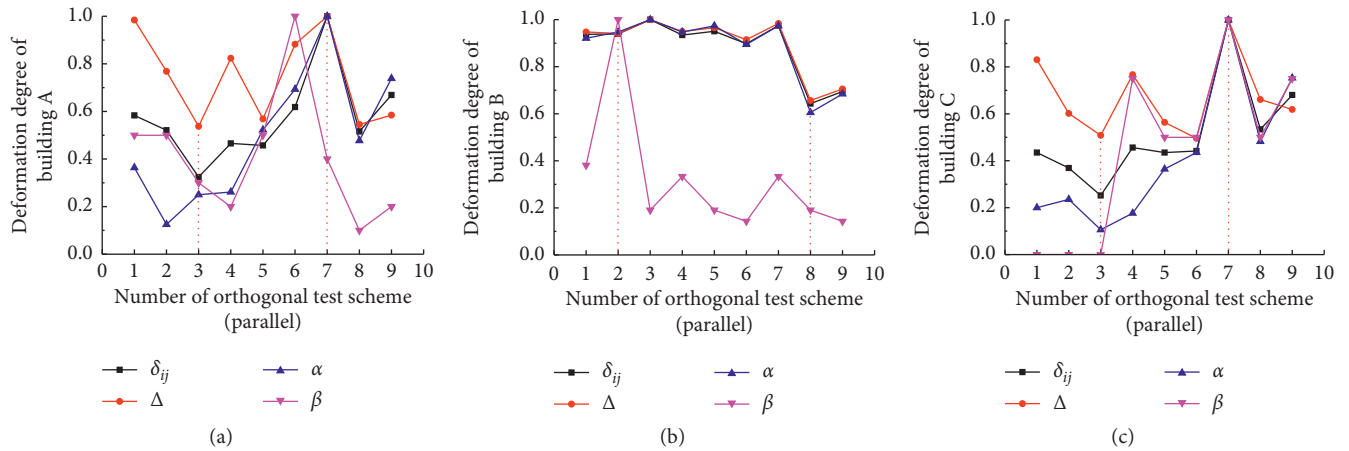 Deformation degree of
building A
1.0
0.8
0.6
0.4
0.2
0.0
0 1 2 3 4 5 6 7 8 9 10
Number of orthogonal test scheme
(parallel)
δij
Δ
α
β
(a)
Deformation degree of
building B
1.0
0.8
0.6
0.4
0.2
0.0
0 1 2 3 4 5 6 7 8 9 10
Number of orthogonal test scheme
(parallel)
δij
Δ
α
β
(b)
Deformation degree of
building C
1.0
0.8
0.6
0.4
0.2
0.0
0 1 2 3 4 5 6 7 8 9 10
Number of orthogonal test scheme
(parallel)
δij
Δ
α
β
(c)